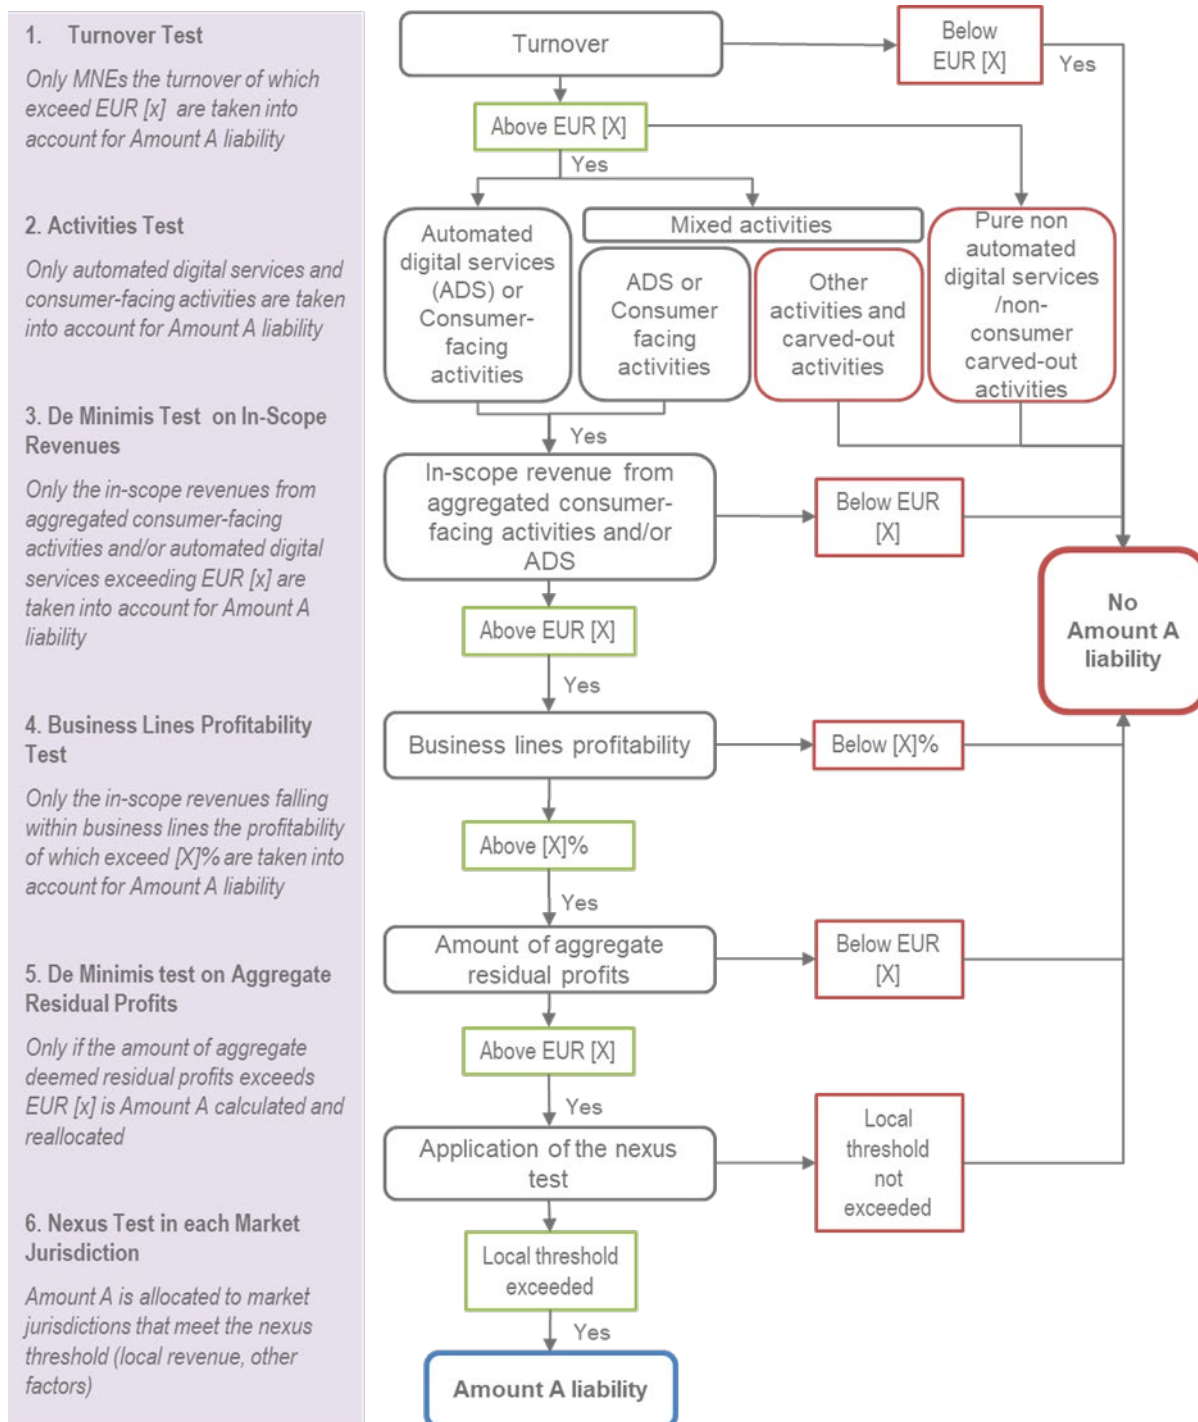 1. Turnover Test
Only MNEs the turnover of which
exceed EUR [x] are taken into
account for Amount A liability
2. Activities Test
Only automated digital services and
consumer-facing activities are taken
into account for Amount A liability
3. De Minimis Test on In-Scope
Revenues
Only the in-scope revenues from
aggregated consumer-facing
activities and/or automated digital
services exceeding EUR [x] are
taken into account for Amount A
liability
4. Business Lines Profitability
Test
Only the in-scope revenues falling
within business lines the profitability
of which exceed [X]% are taken into
account for Amount A liability
5. De Minimis test on Aggregate
Residual Profits
Only if the amount of aggregate
deemed residual profits exceeds
EUR [x] is Amount A calculated and
reallocated
6. Nexus Test in each Market
Jurisdiction
Amount A is allocated to market
jurisdictions that meet the nexus
threshold (local revenue, other
factors)
Turnover
Below
EUR [X]
Yes
Above EUR [X]
Yes
Automated
digital services
(ADS) or
Consumer-
facing
activities
Mixed activities
ADS or
Consumer
facing
activities
Other
activities and
carved-out
activities
Pure non
automated
digital services
/non-
consumer
carved-out
activities
Yes
In-scope revenue from
aggregated consumer-
facing activities and/or
ADS
Below EUR
[X]
No
Amount A
liability
Above EUR [X]
Yes
Business lines profitability
Below [X]%
Above [X]%
Yes
Amount of aggregate
residual profits
Below EUR
[X]
Above EUR [X]
Yes
Application of the nexus
test
Local
threshold
not
exceeded
Local threshold
exceeded
Yes
Amount A liability